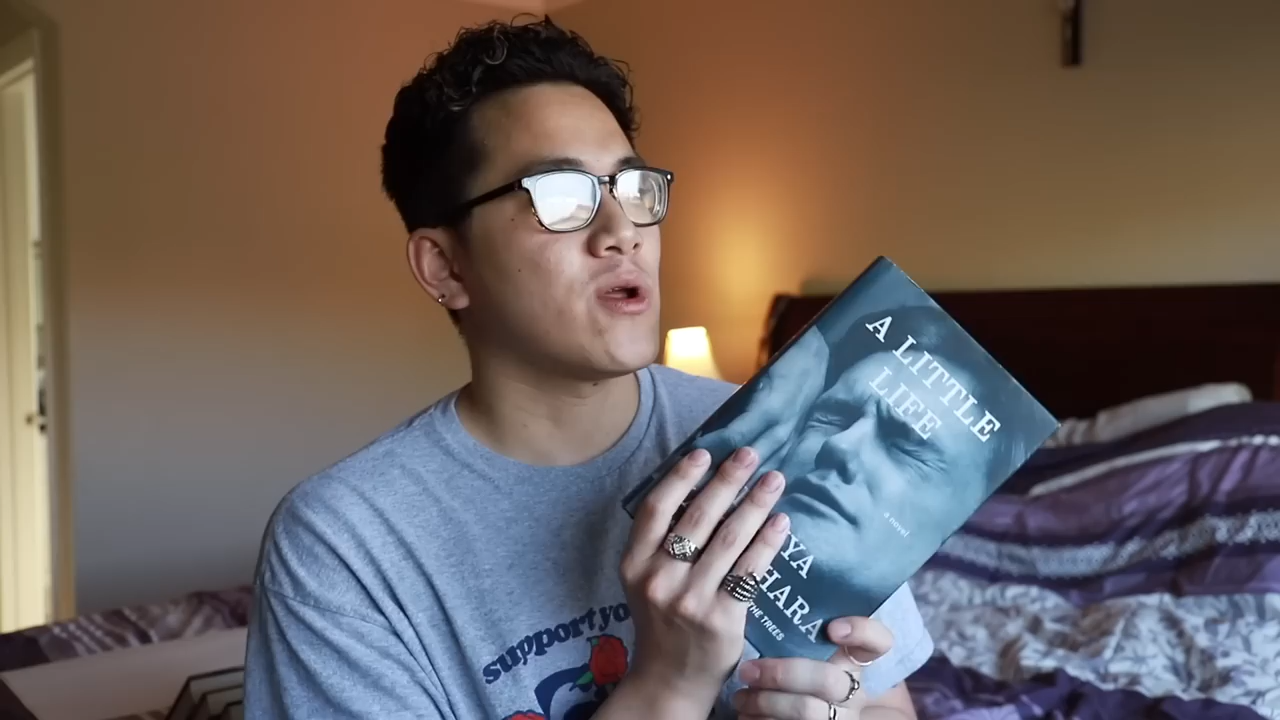 A LITTLE
LIFE
a novel
YA
HARA
THE TREES
support yo